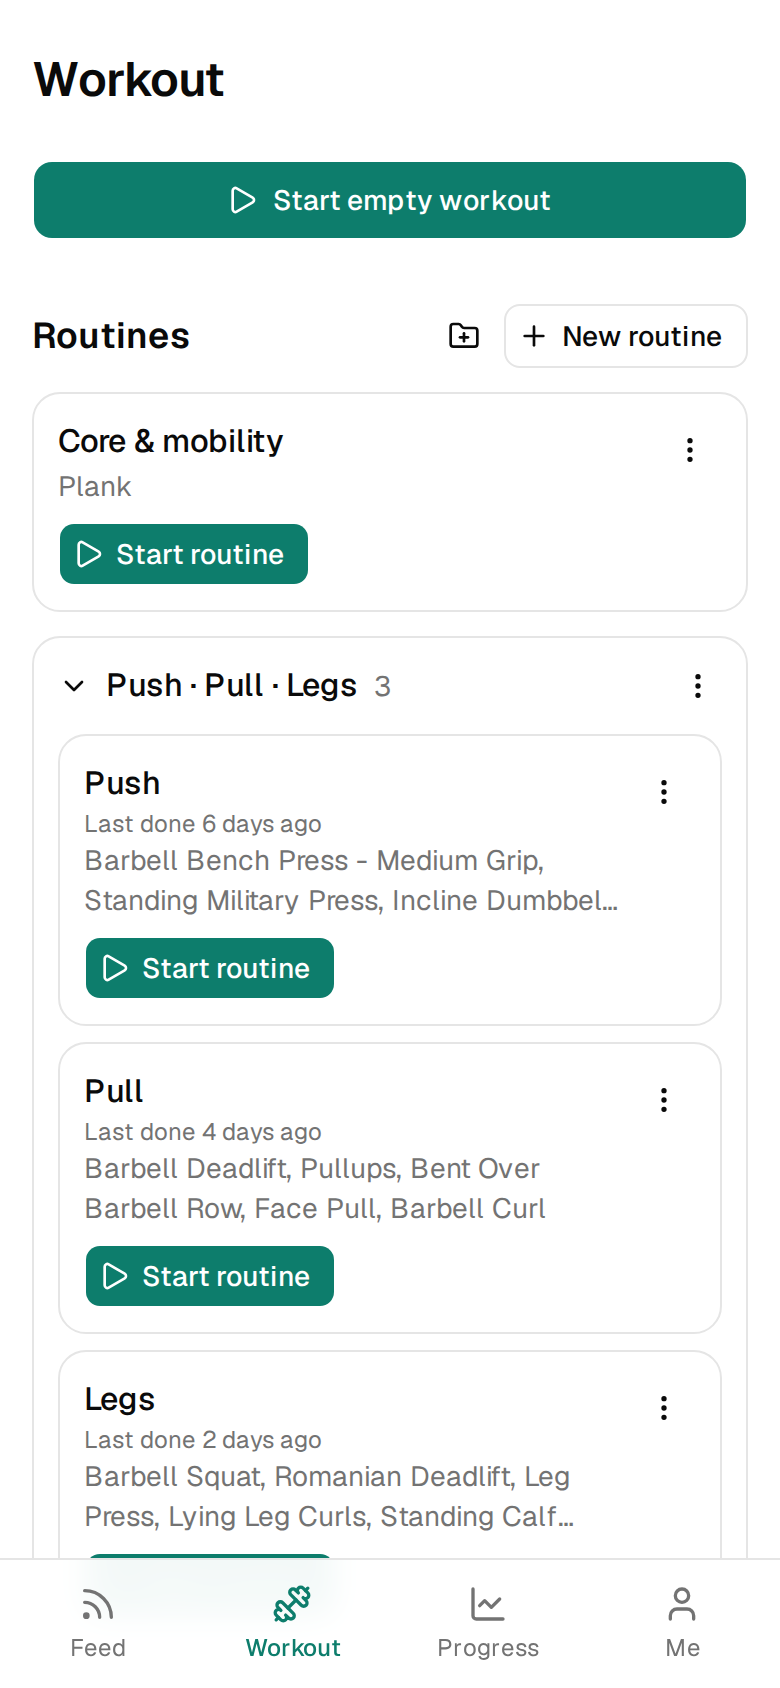 Workout
Start empty workout
Routines
New routine
Core & mobility
Plank
Start routine
Push · Pull · Legs 3
Push
Last done 6 days ago
Barbell Bench Press - Medium Grip,
Standing Military Press, Incline Dumbbel...
Start routine
Pull
Last done 4 days ago
Barbell Deadlift, Pullups, Bent Over
Barbell Row, Face Pull, Barbell Curl
Start routine
Legs
Last done 2 days ago
Barbell Squat, Romanian Deadlift, Leg
Press, Lying Leg Curls, Standing Calf...
Feed
Workout
Progress
Me